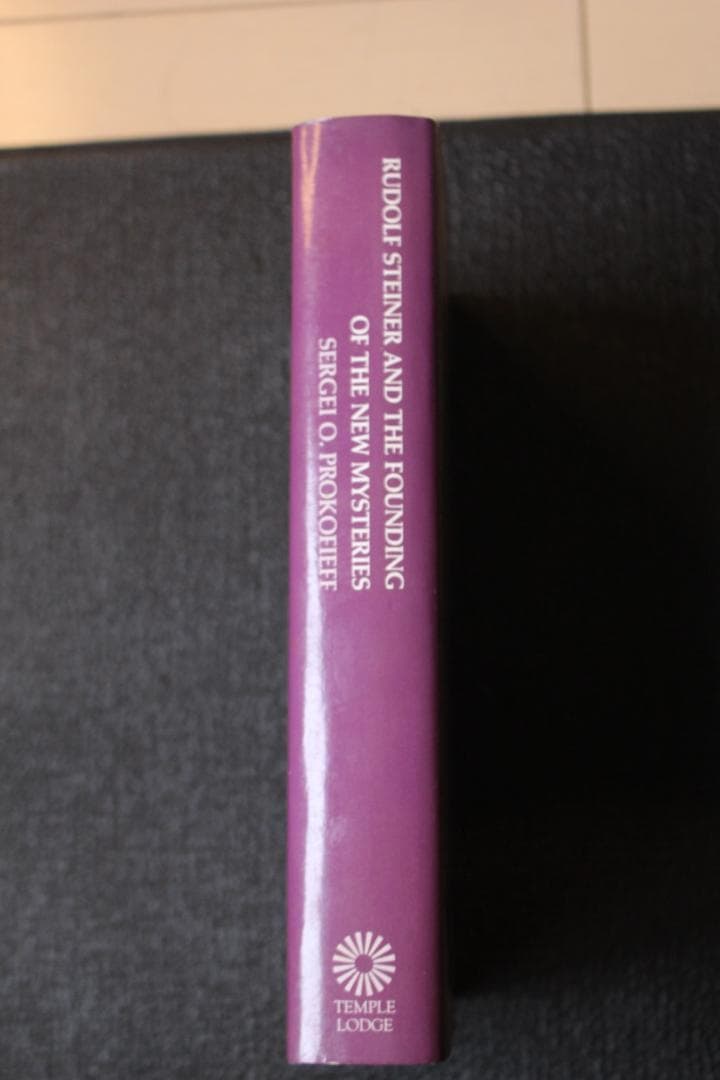 RUDOLF STEINER AND THE FOUNDING
OF THE NEW MYSTERIES
SERGEI O. PROKOFIEFF
TEMPLE
LODGE